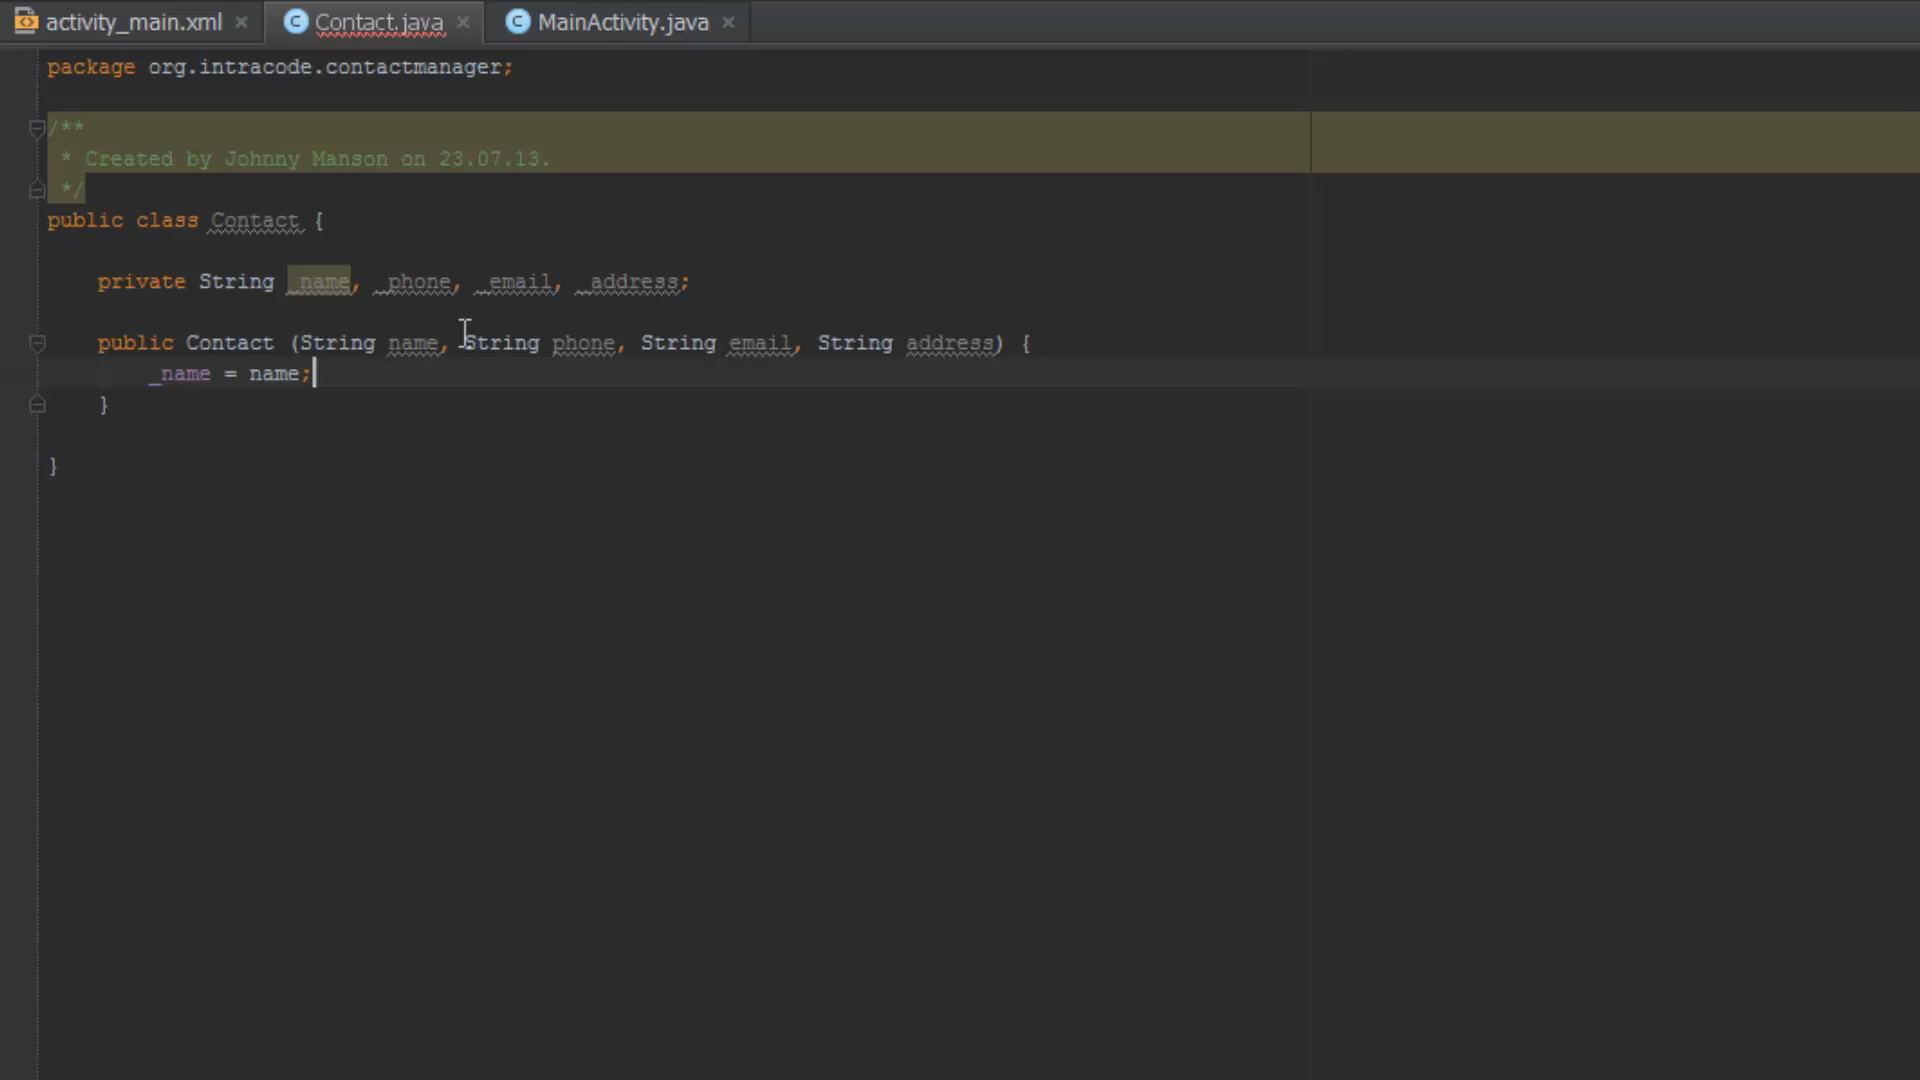 activity_main.xml Contact.java MainActivity.java
package org.intracode.contactmanager;
/**
* Created by Johnny Manson on 23.07.13.
*/
public class Contact {
private String _name, _phone, _email, _address;
public Contact (String name, String phone, String email, String address) {
_name = name;
}
}